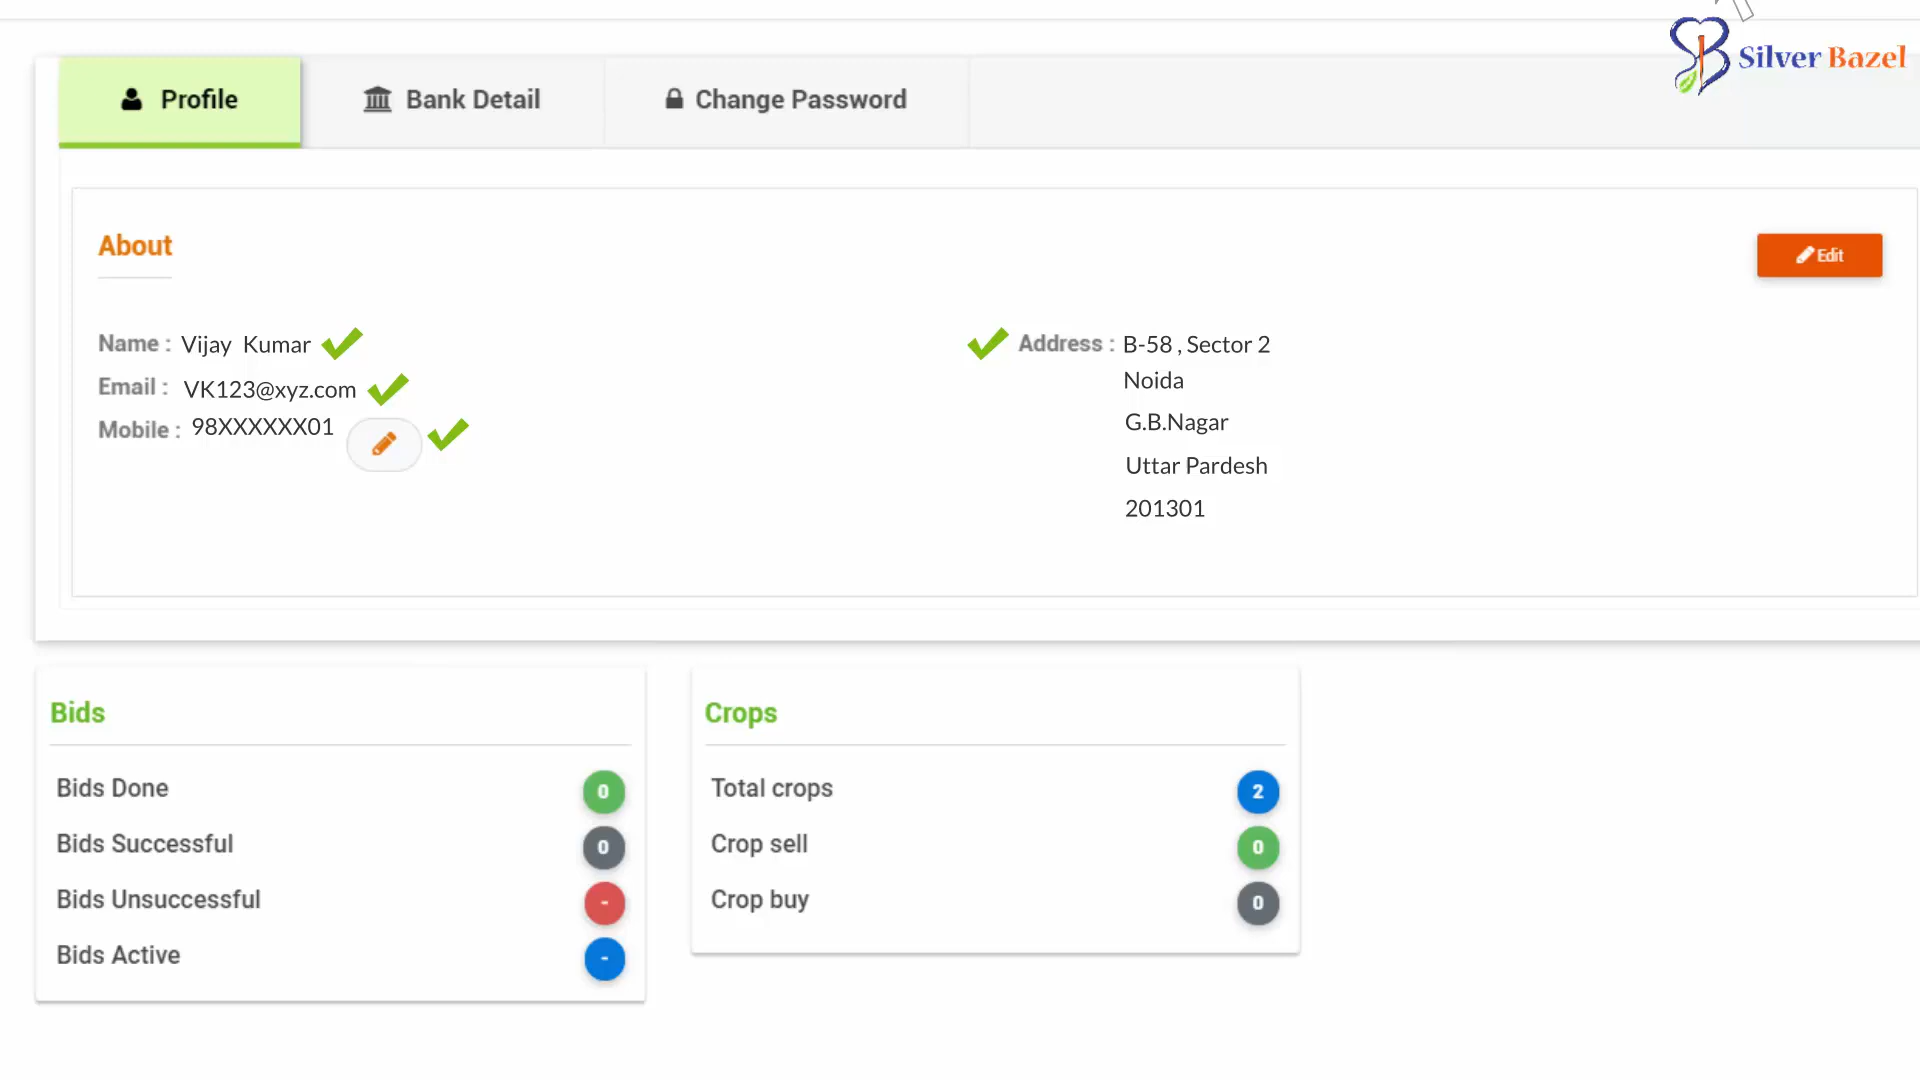 Silver Bazel
Profile
Bank Detail
Change Password
About
Edit
Name : Vijay Kumar
Email : VK123@xyz.com
Mobile : 98XXXXXX01
Address : B-58 , Sector 2
Noida
G.B.Nagar
Uttar Pardesh
201301
Bids
Bids Done 0
Bids Successful 0
Bids Unsuccessful -
Bids Active -
Crops
Total crops 2
Crop sell 0
Crop buy 0